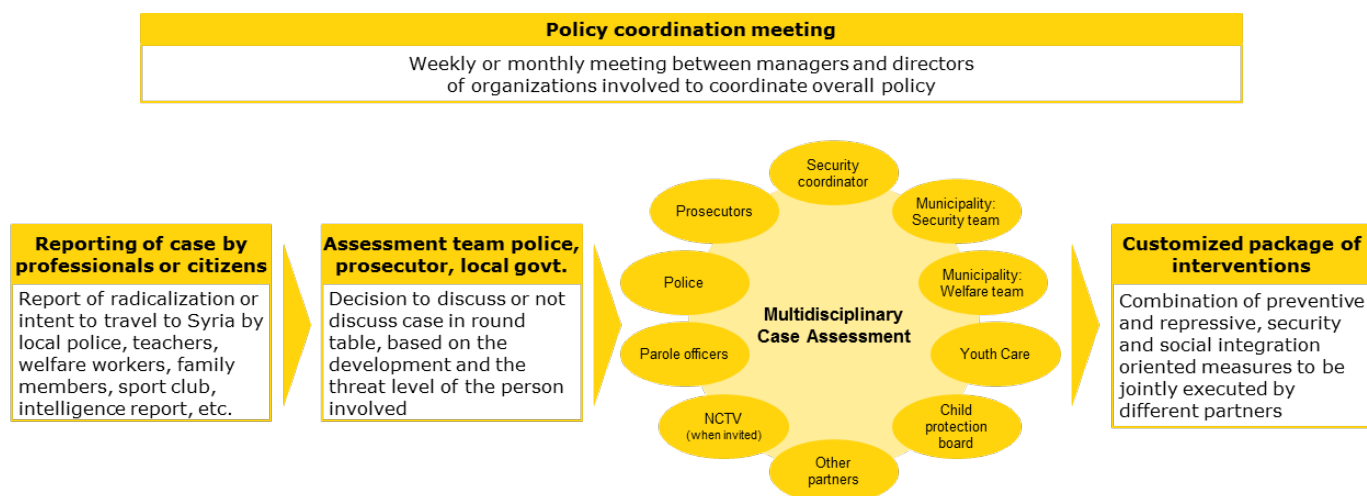 Policy coordination meeting
Weekly or monthly meeting between managers and directors
of organizations involved to coordinate overall policy
Reporting of case by
professionals or citizens
Report of radicalization or
intent to travel to Syria by
local police, teachers,
welfare workers, family
members, sport club,
intelligence report, etc.
Assessment team police,
prosecutor, local govt.
Decision to discuss or not
discuss case in round
table, based on the
development and the
threat level of the person
involved
Security
coordinator
Prosecutors
Municipality:
Security team
Police
Municipality:
Welfare team
Multidisciplinary
Case Assessment
Parole officers
Youth Care
NCTV
(when invited)
Child
protection
board
Other
partners
Customized package of
interventions
Combination of preventive
and repressive, security
and social integration
oriented measures to be
jointly executed by
different partners